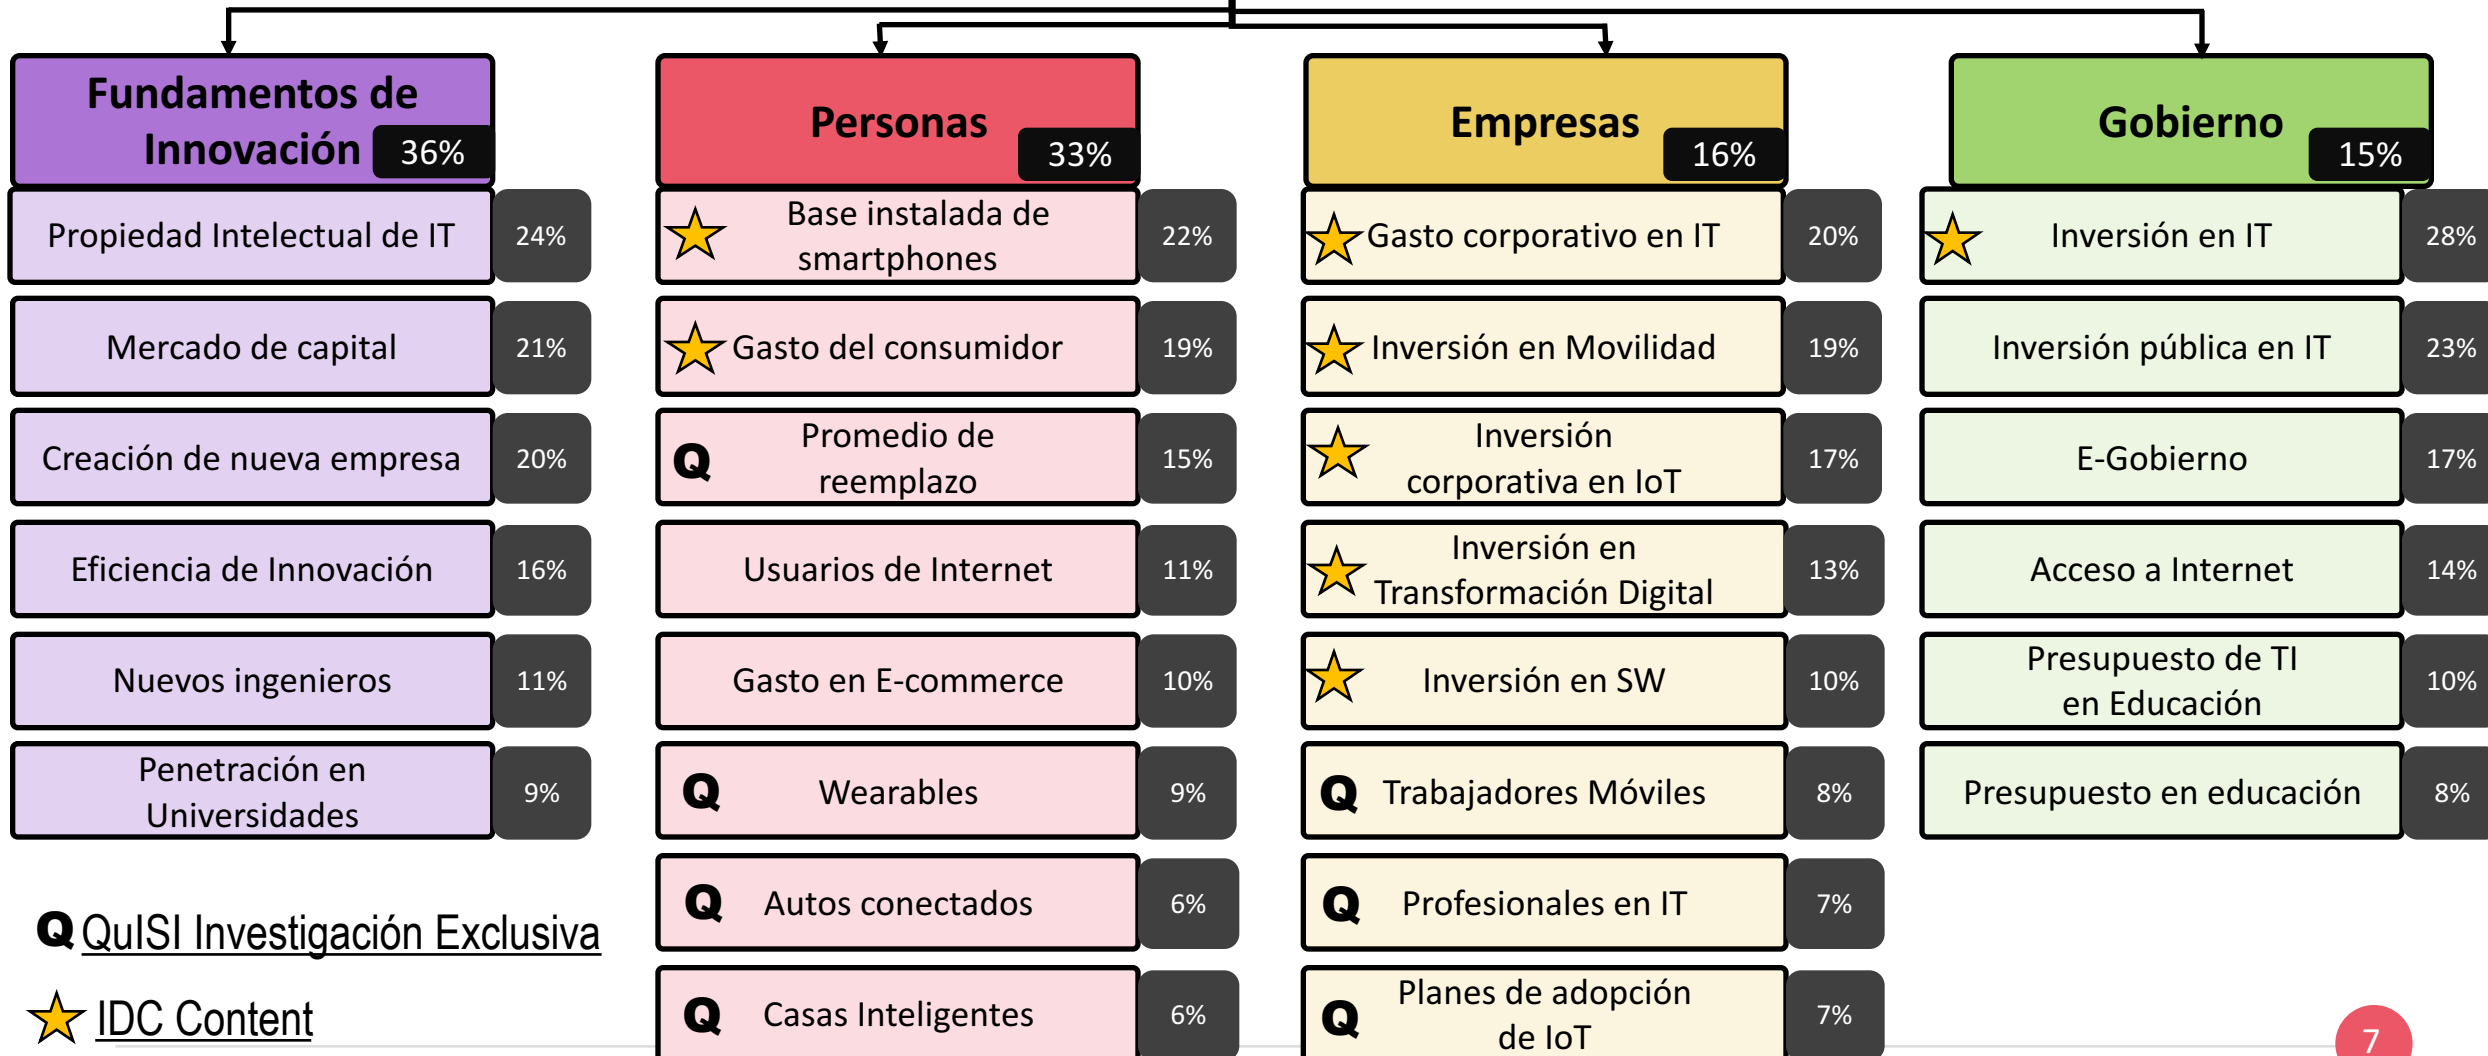 Fundamentos de
Innovación 36%
Propiedad Intelectual de IT 24%
Mercado de capital 21%
Creación de nueva empresa 20%
Eficiencia de Innovación 16%
Nuevos ingenieros 11%
Penetración en
Universidades 9%
Q QuISI Investigación Exclusiva
IDC Content
Personas 33%
Base instalada de
smartphones 22%
Gasto del consumidor 19%
Q Promedio de
reemplazo 15%
Usuarios de Internet 11%
Gasto en E-commerce 10%
Q Wearables 9%
Q Autos conectados 6%
Q Casas Inteligentes 6%
Empresas 16%
Gasto corporativo en IT 20%
Inversión en Movilidad 19%
Inversión
corporativa en IoT 17%
Inversión en
Transformación Digital 13%
Inversión en SW 10%
Q Trabajadores Móviles 8%
Q Profesionales en IT 7%
Q Planes de adopción
de IoT 7%
Gobierno 15%
Inversión en IT 28%
Inversión pública en IT 23%
E-Gobierno 17%
Acceso a Internet 14%
Presupuesto de TI
en Educación 10%
Presupuesto en educación 8%
7